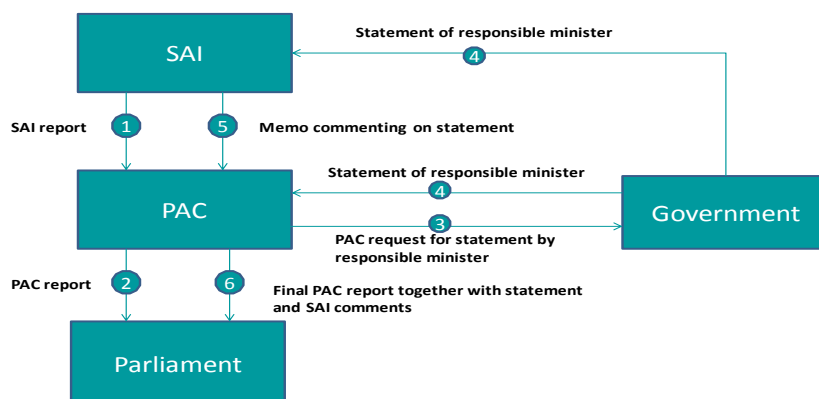 Statement of responsible minister
4
SAI
SAI report
1
5
Memo commenting on statement
Statement of responsible minister
4
PAC
3
Government
PAC request for statement by
responsible minister
PAC report
2
6
Final PAC report together with statement
and SAI comments
Parliament